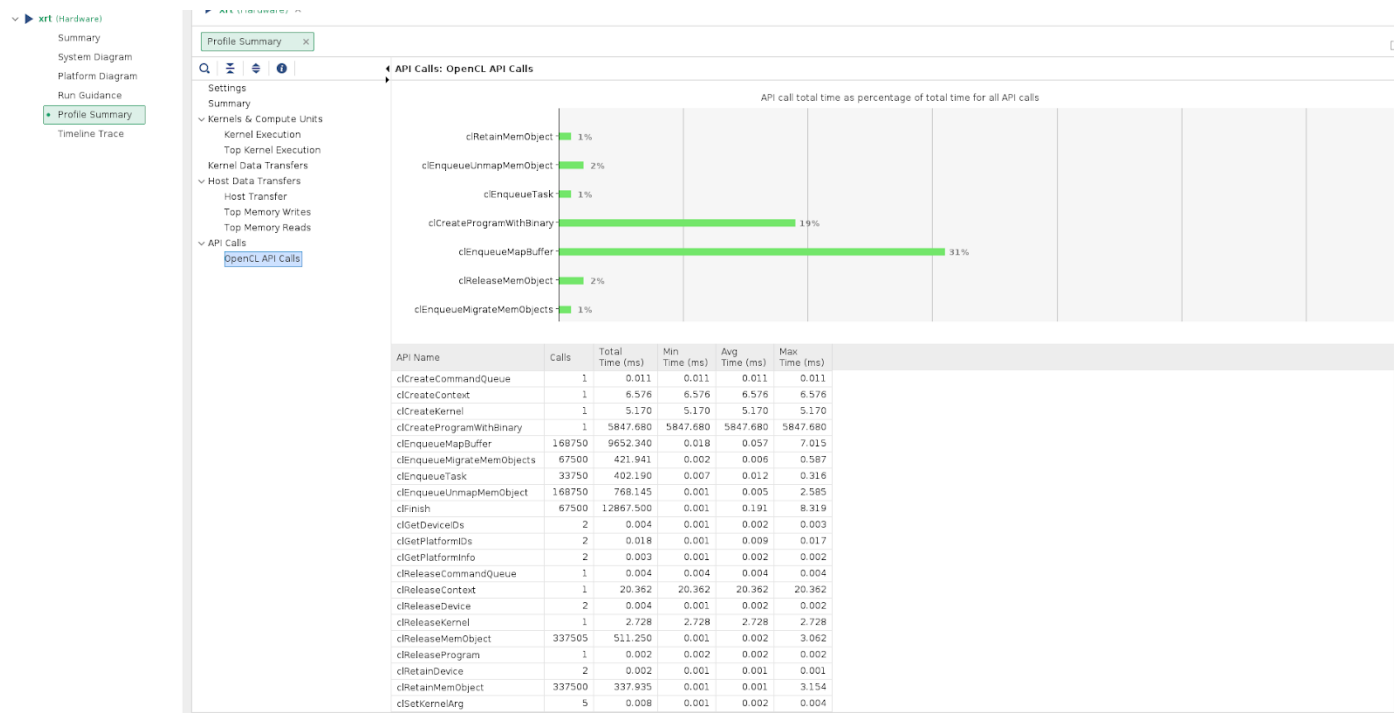 xrt (Hardware)
Summary
System Diagram
Platform Diagram
Run Guidance
Profile Summary
Timeline Trace
Profile Summary ×
Settings
Summary
Kernels & Compute Units
Kernel Execution
Top Kernel Execution
Kernel Data Transfers
Host Data Transfers
Host Transfer
Top Memory Writes
Top Memory Reads
API Calls
OpenCL API Calls
API Calls: OpenCL API Calls
API call total time as percentage of total time for all API calls
clRetainMemObject 1%
clEnqueueUnmapMemObject 2%
clEnqueueTask 1%
clCreateProgramWithBinary 19%
clEnqueueMapBuffer 31%
clReleaseMemObject 2%
clEnqueueMigrateMemObjects 1%
API Name Calls Total Time (ms) Min Time (ms) Avg Time (ms) Max Time (ms)
clCreateCommandQueue 1 0.011 0.011 0.011 0.011
clCreateContext 1 6.576 6.576 6.576 6.576
clCreateKernel 1 5.170 5.170 5.170 5.170
clCreateProgramWithBinary 1 5847.680 5847.680 5847.680 5847.680
clEnqueueMapBuffer 168750 9652.340 0.018 0.057 7.015
clEnqueueMigrateMemObjects 67500 421.941 0.002 0.006 0.587
clEnqueueTask 33750 402.190 0.007 0.012 0.316
clEnqueueUnmapMemObject 168750 768.145 0.001 0.005 2.585
clFinish 67500 12867.500 0.001 0.191 8.319
clGetDeviceIDs 2 0.004 0.001 0.002 0.003
clGetPlatformIDs 2 0.018 0.001 0.009 0.017
clGetPlatformInfo 2 0.003 0.001 0.002 0.002
clReleaseCommandQueue 1 0.004 0.004 0.004 0.004
clReleaseContext 1 20.362 20.362 20.362 20.362
clReleaseDevice 2 0.004 0.001 0.002 0.002
clReleaseKernel 1 2.728 2.728 2.728 2.728
clReleaseMemObject 337505 511.250 0.001 0.002 3.062
clReleaseProgram 1 0.002 0.002 0.002 0.002
clRetainDevice 2 0.002 0.001 0.001 0.001
clRetainMemObject 337500 337.935 0.001 0.001 3.154
clSetKernelArg 5 0.008 0.001 0.002 0.004